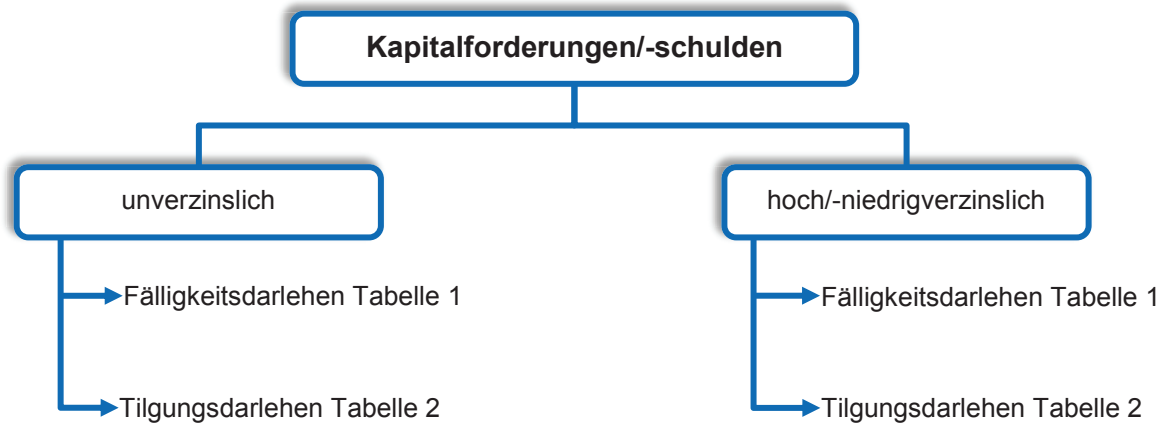 Kapitalforderungen/-schulden
unverzinslich
Fälligkeitsdarlehen Tabelle 1
Tilgungsdarlehen Tabelle 2
hoch/-niedrigverzinslich
Fälligkeitsdarlehen Tabelle 1
Tilgungsdarlehen Tabelle 2